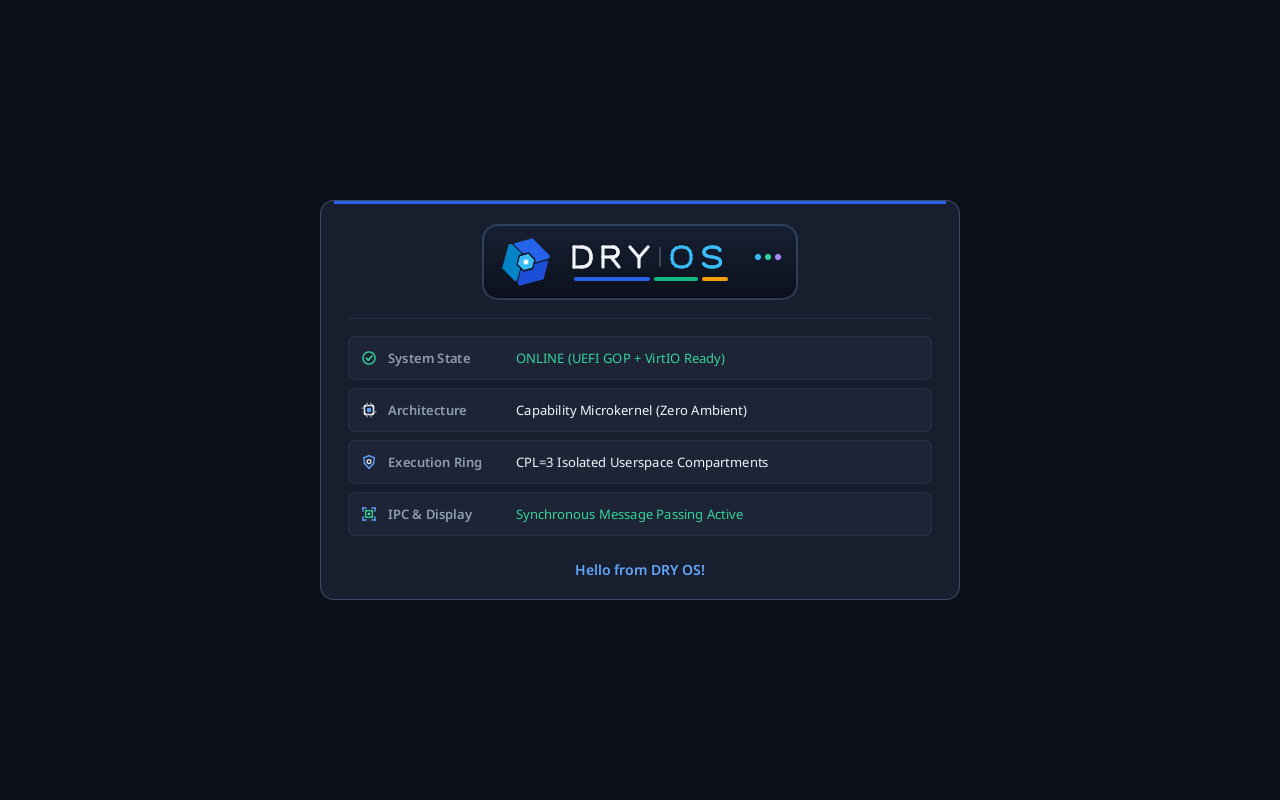 DRY OS
System State ONLINE (UEFI GOP + VirtIO Ready)
Architecture Capability Microkernel (Zero Ambient)
Execution Ring CPL=3 Isolated Userspace Compartments
IPC & Display Synchronous Message Passing Active
Hello from DRY OS!